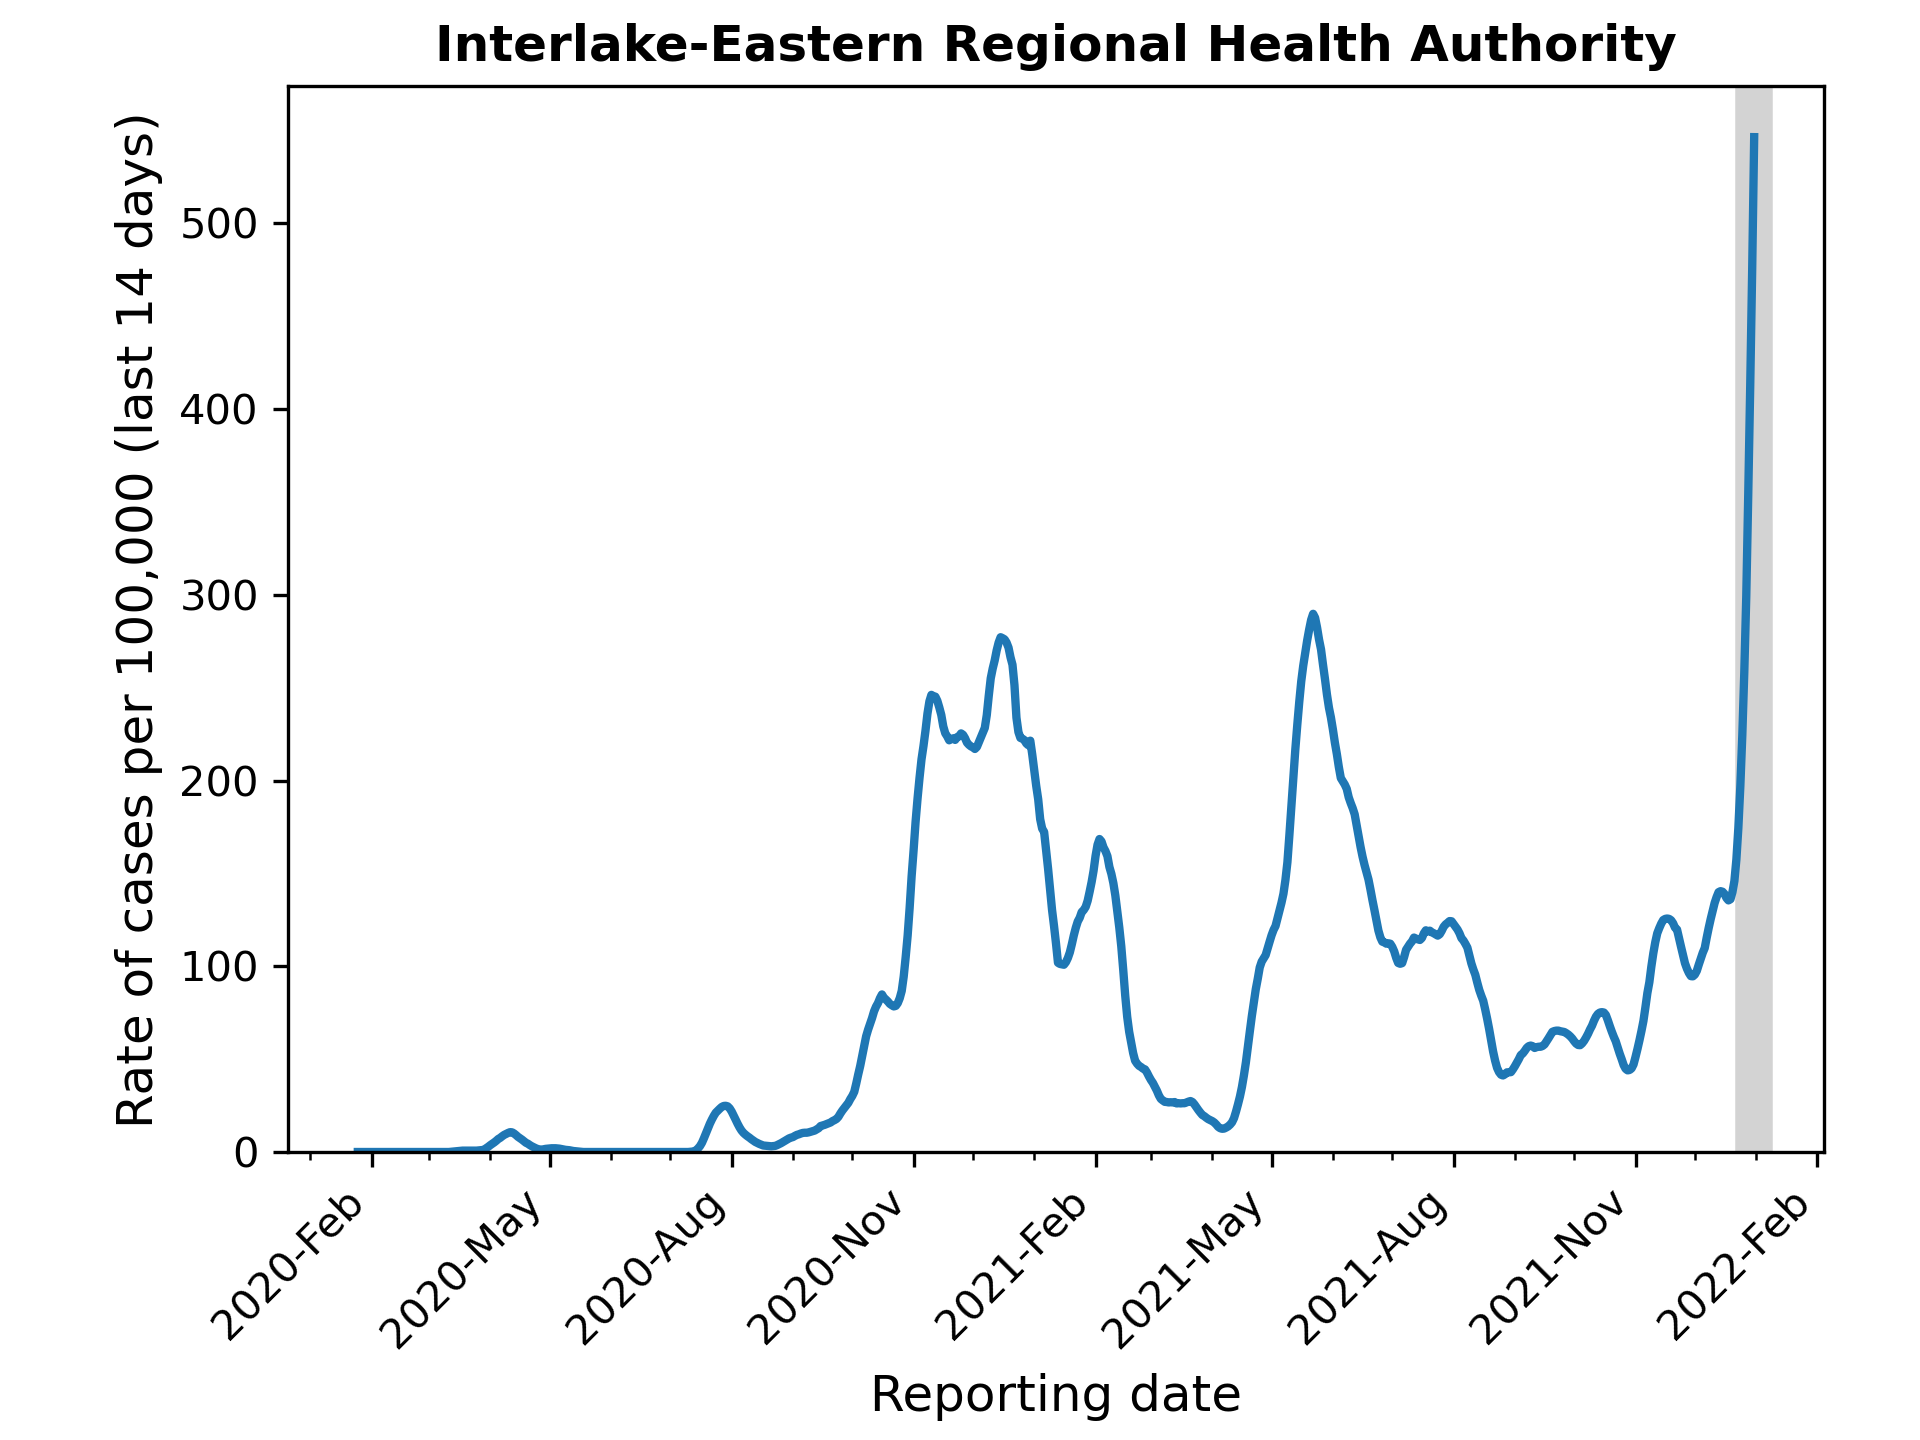 Interlake-Eastern Regional Health Authority
Rate of cases per 100,000 (last 14 days)
500
400
300
200
100
0
2020-Feb
2020-May
2020-Aug
2020-Nov
2021-Feb
2021-May
2021-Aug
2021-Nov
2022-Feb
Reporting date